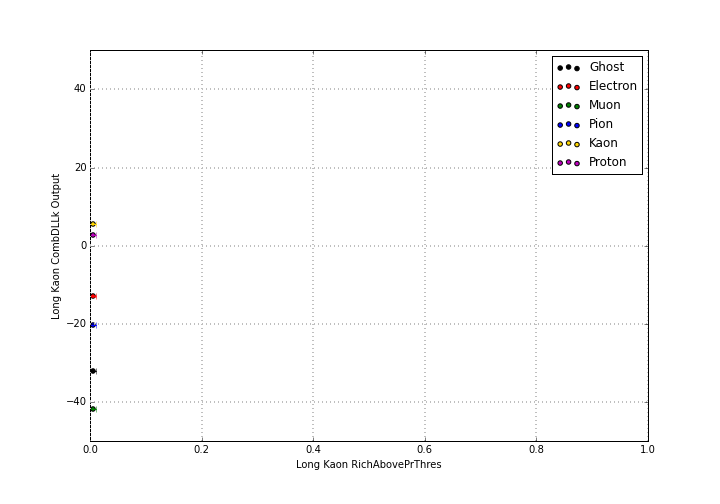 Ghost
Electron
Muon
Pion
Kaon
Proton
40
20
0
−20
−40
Long Kaon CombDLLk Output
0.0 0.2 0.4 0.6 0.8 1.0
Long Kaon RichAbovePrThres